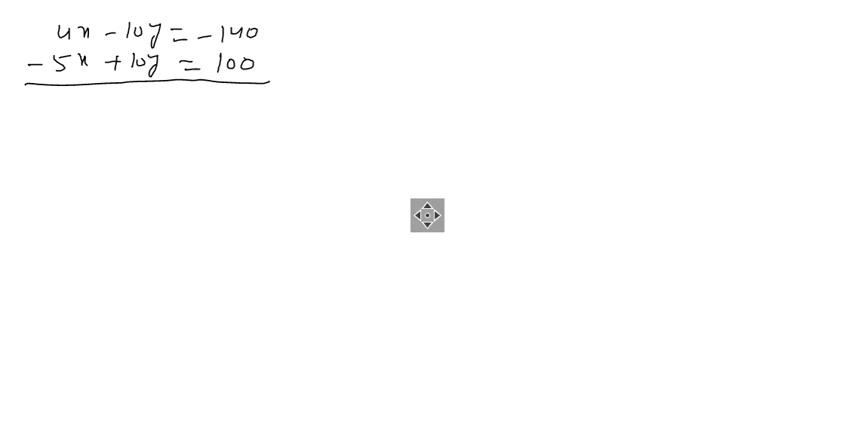 4x - 10y = -140
- 5x + 10y = 100